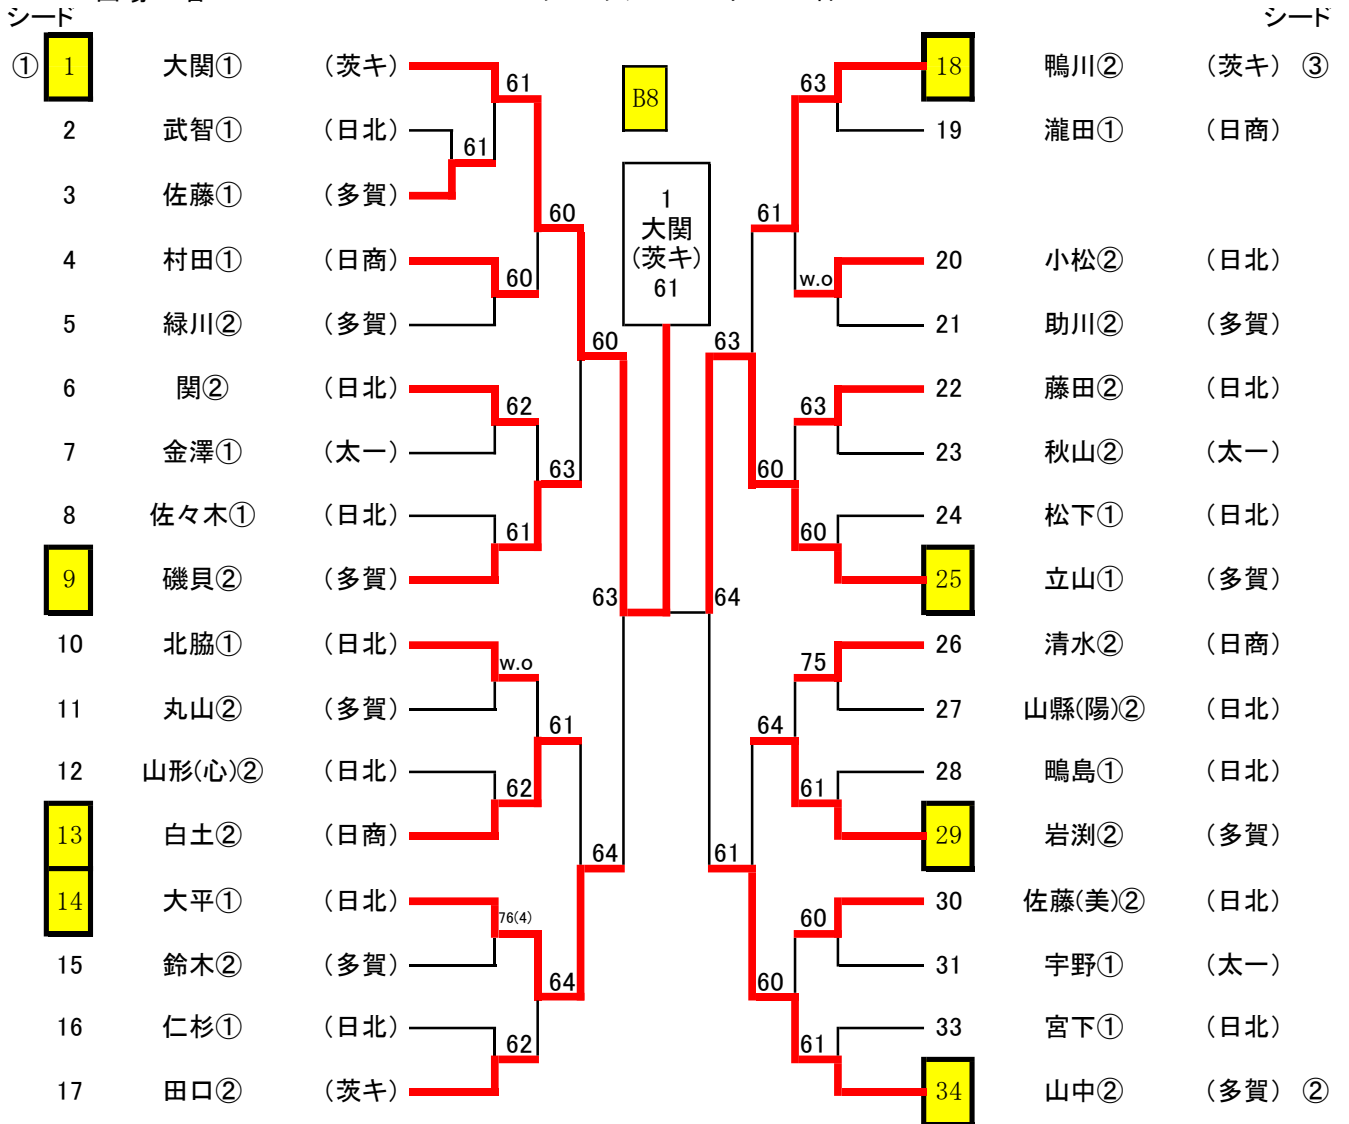 シード シード
① 1 大関① (茨キ) 61 B8 63 18 鴨川② (茨キ) ③
2 武智① (日北) 61 19 瀧田① (日商)
3 佐藤① (多賀) 60 1 61
大関
4 村田① (日商) 60 (茨キ) w.o 20 小松② (日北)
61
5 緑川② (多賀) 60 63 21 助川② (多賀)
6 関② (日北) 62 63 22 藤田② (日北)
7 金澤① (太一) 63 60 23 秋山② (太一)
8 佐々木① (日北) 61 60 24 松下① (日北)
9 磯貝② (多賀) 63 64 25 立山① (多賀)
10 北脇① (日北) w.o 75 26 清水② (日商)
11 丸山② (多賀) 61 64 27 山縣(陽)② (日北)
12 山形(心)② (日北) 62 61 28 鴫島① (日北)
13 白土② (日商) 64 61 29 岩渕② (多賀)
14 大平① (日北) 76(4) 60 30 佐藤(美)② (日北)
15 鈴木② (多賀) 64 60 31 宇野① (太一)
16 仁杉① (日北) 62 61 33 宮下① (日北)
17 田口② (茨キ) 34 山中② (多賀) ②